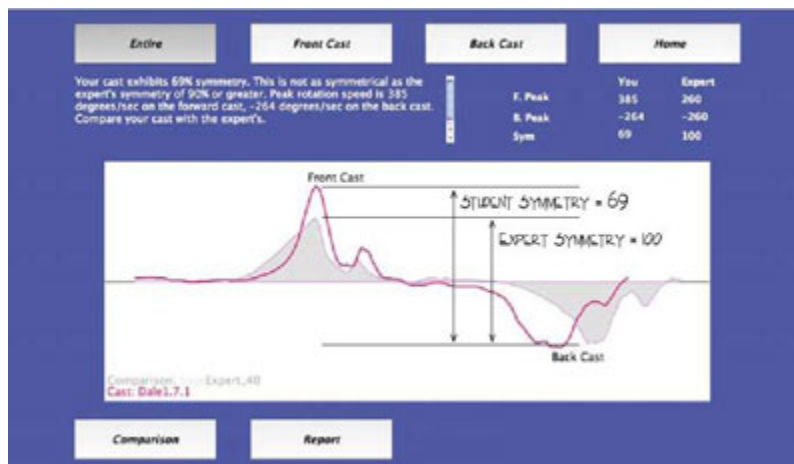 Entire Front Cast Back Cast Home
Your cast exhibits 69% symmetry. This is not as symmetrical as the
expert's symmetry of 90% or greater. Peak rotation speed is 385
degrees/sec on the forward cast, -264 degrees/sec on the back cast.
Compare your cast with the expert's.
You Expert
F. Peak 385 260
B. Peak -264 -260
Sym 69 100
Front Cast
STUDENT SYMMETRY = 69
EXPERT SYMMETRY = 100
Back Cast
Comparison: Expert_40
Cast: Dale1.7.1
Comparison Report